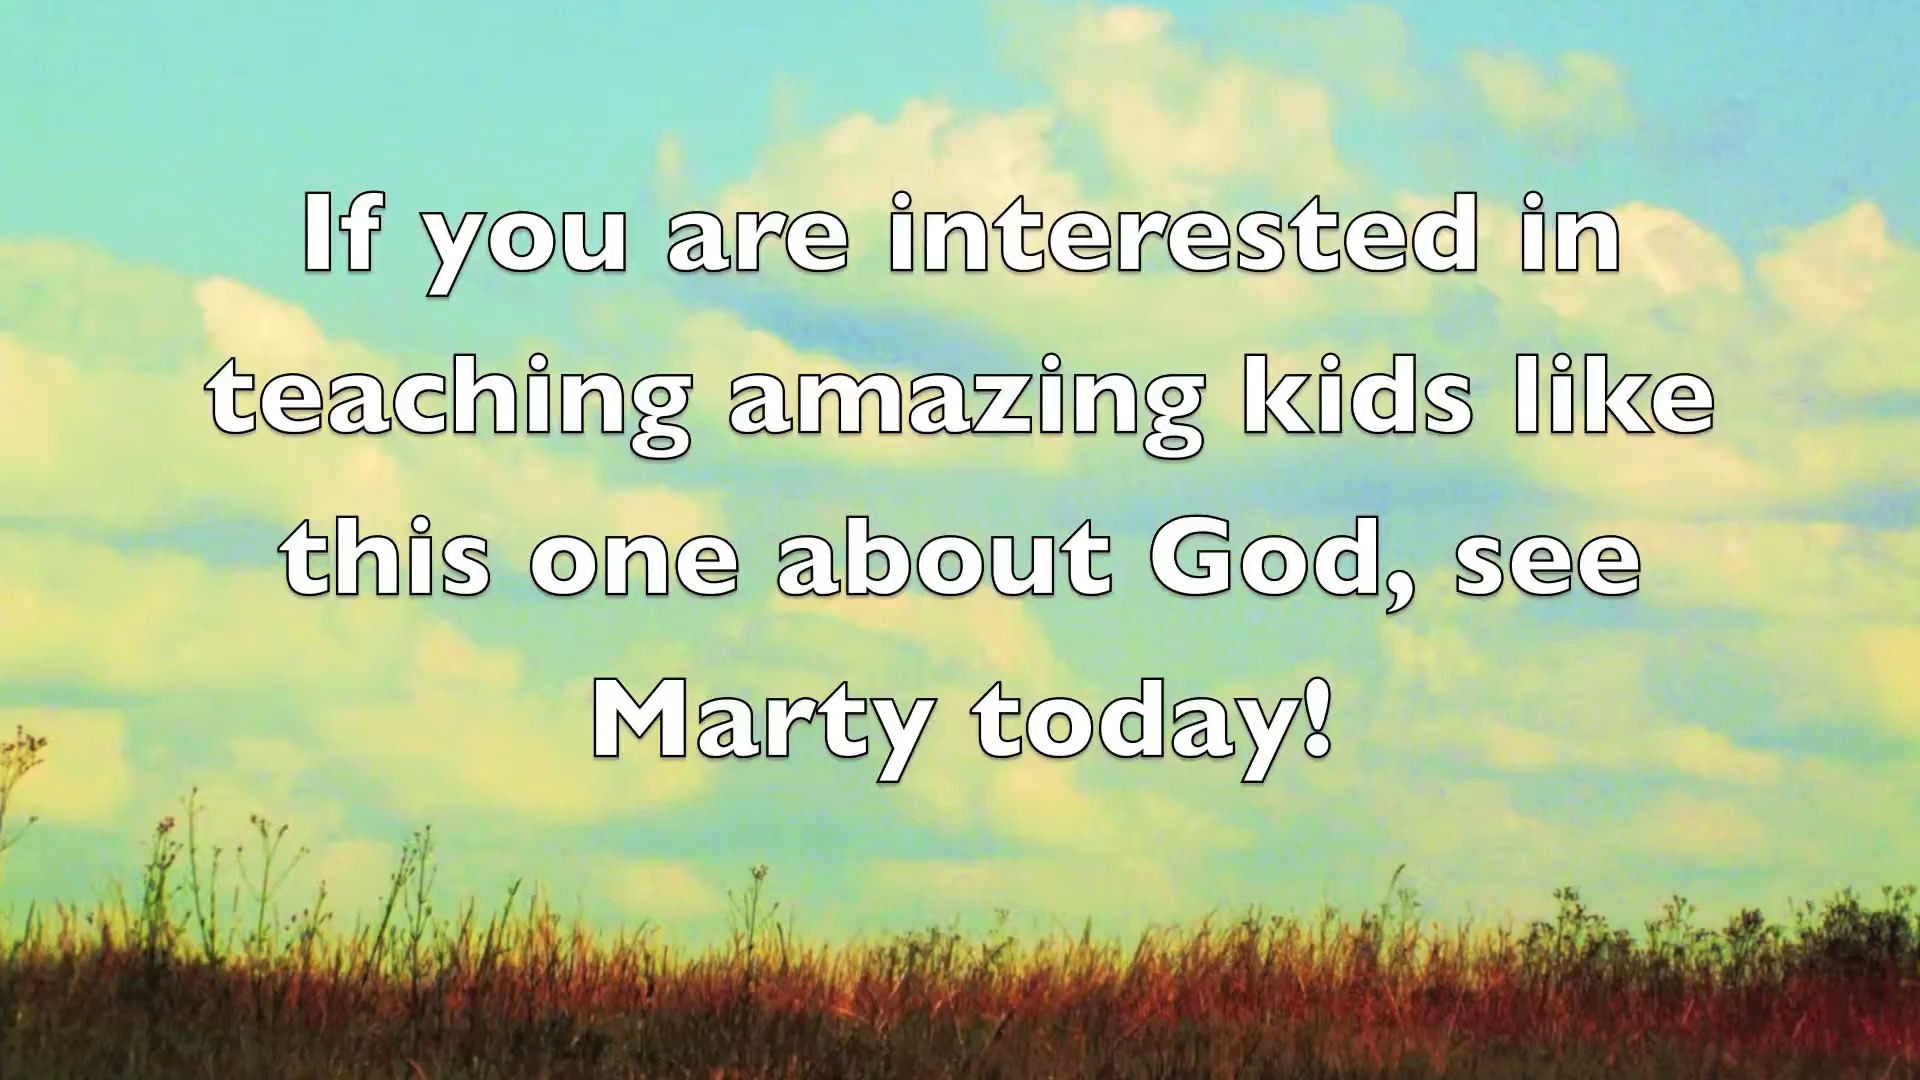 If you are interested in
teaching amazing kids like
this one about God, see
Marty today!